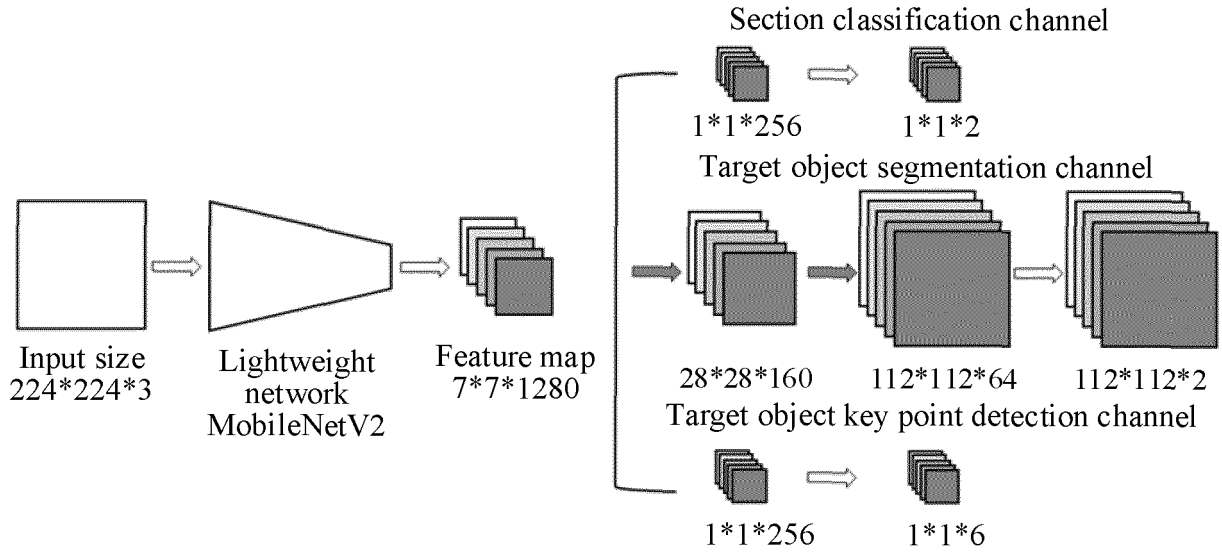 Section classification channel
1*1*256
1*1*2
Target object segmentation channel
Input size
224*224*3
Lightweight
network
MobileNetV2
Feature map
7*7*1280
28*28*160
112*112*64
112*112*2
Target object key point detection channel
1*1*256
1*1*6